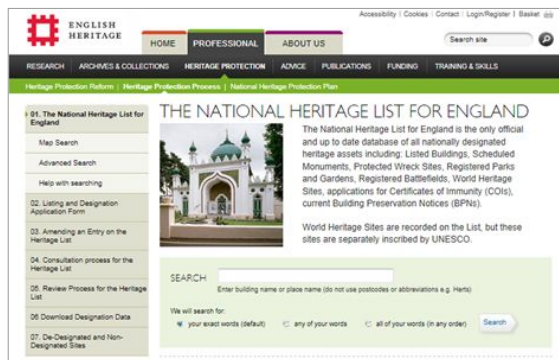 Accessibility | Cookies | Contact | Login/Register | Basket
ENGLISH
HERITAGE
HOME
PROFESSIONAL
ABOUT US
Search site
RESEARCH
ARCHIVES & COLLECTIONS
HERITAGE PROTECTION
ADVICE
PUBLICATIONS
FUNDING
TRAINING & SKILLS
Heritage Protection Reform | Heritage Protection Process | National Heritage Protection Plan
01. The National Heritage List for
England
Map Search
Advanced Search
Help with searching
02. Listing and Designation
Application Form
03. Amending an Entry on the
Heritage List
04. Consultation process for the
Heritage List
05. Review Process for the Heritage
List
06 Download Designation Data
07. De-Designated and Non-
Designated Sites
THE NATIONAL HERITAGE LIST FOR ENGLAND
The National Heritage List for England is the only official
and up to date database of all nationally designated
heritage assets including: Listed Buildings, Scheduled
Monuments, Protected Wreck Sites, Registered Parks
and Gardens, Registered Battlefields, World Heritage
Sites, applications for Certificates of Immunity (COIs),
current Building Preservation Notices (BPNs).
World Heritage Sites are recorded on the List, but these
sites are separately inscribed by UNESCO.
SEARCH
Enter building name or place name (do not use postcodes or abbreviations e.g. Herts)
We will search for:
your exact words (default)
any of your words
all of your words (in any order)
Search